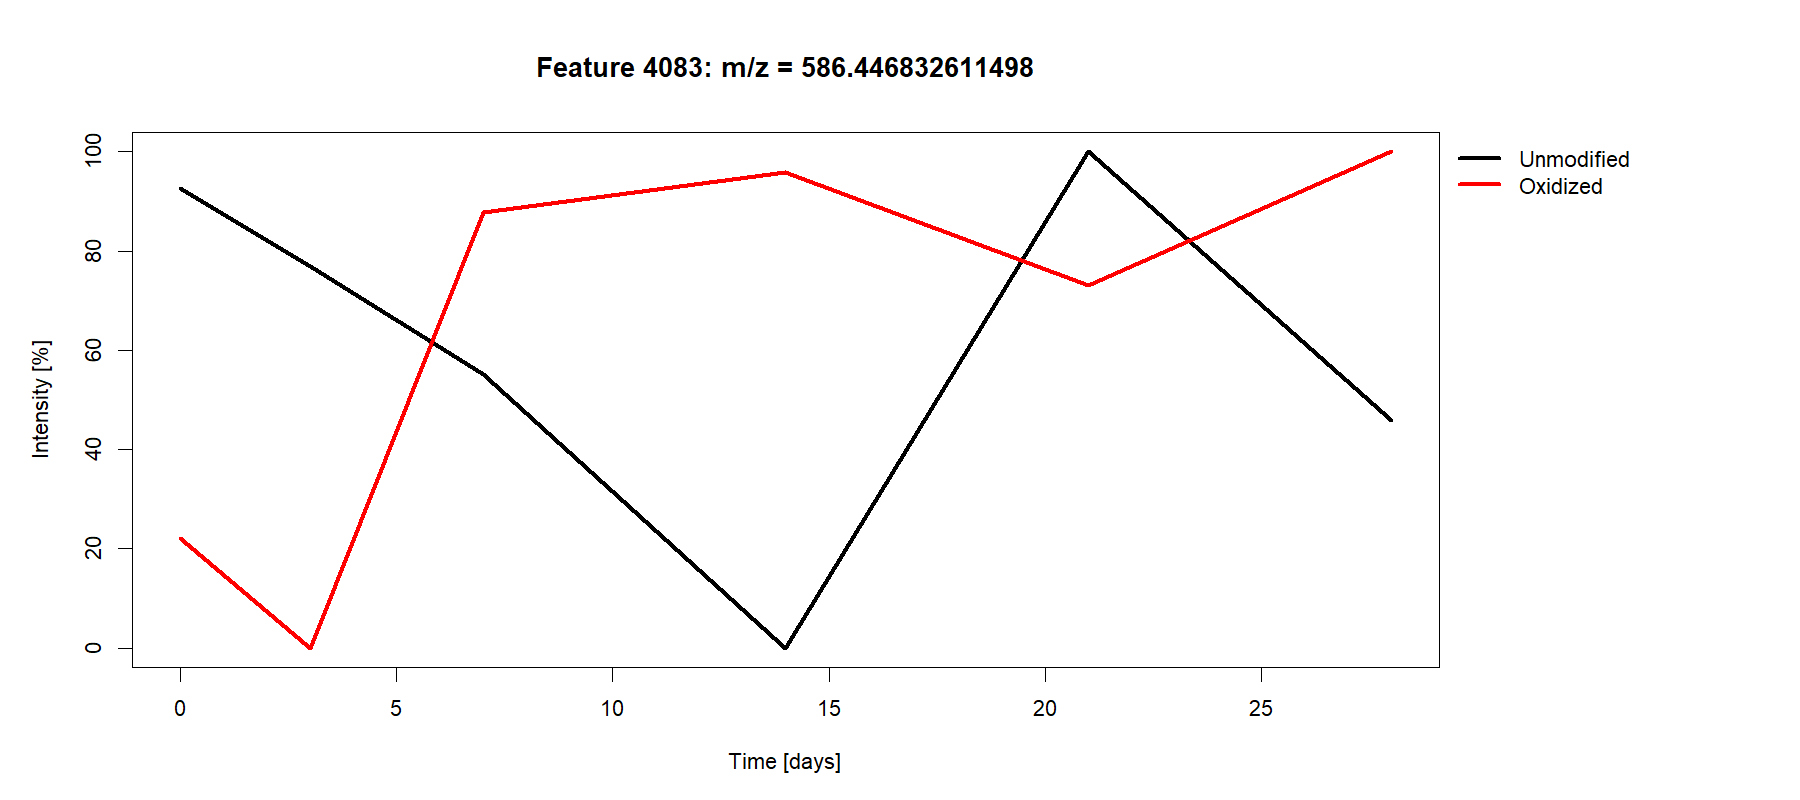 Feature 4083: m/z = 586.446832611498
Unmodified
Oxidized
Intensity [%]
100
80
60
40
20
0
0 5 10 15 20 25
Time [days]